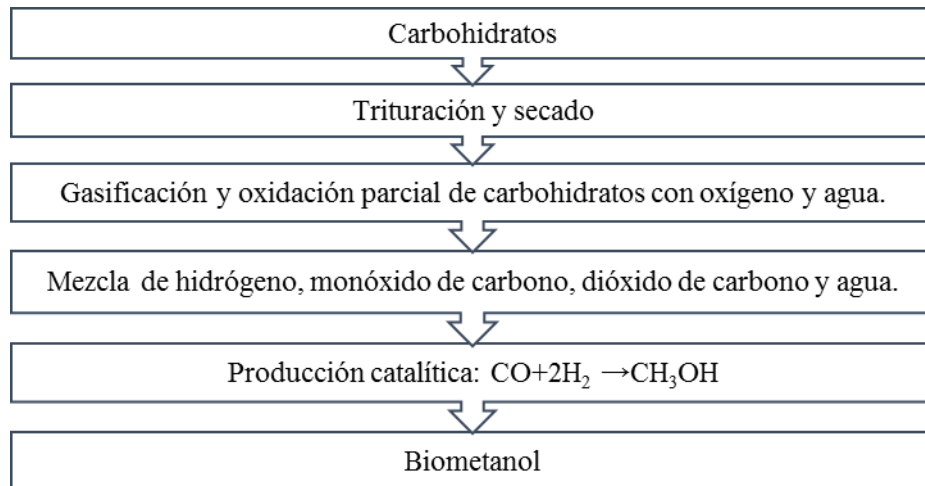 Carbohidratos
Trituración y secado
Gasificación y oxidación parcial de carbohidratos con oxígeno y agua.
Mezcla de hidrógeno, monóxido de carbono, dióxido de carbono y agua.
Producción catalítica: CO+2H₂ →CH₃OH
Biometanol